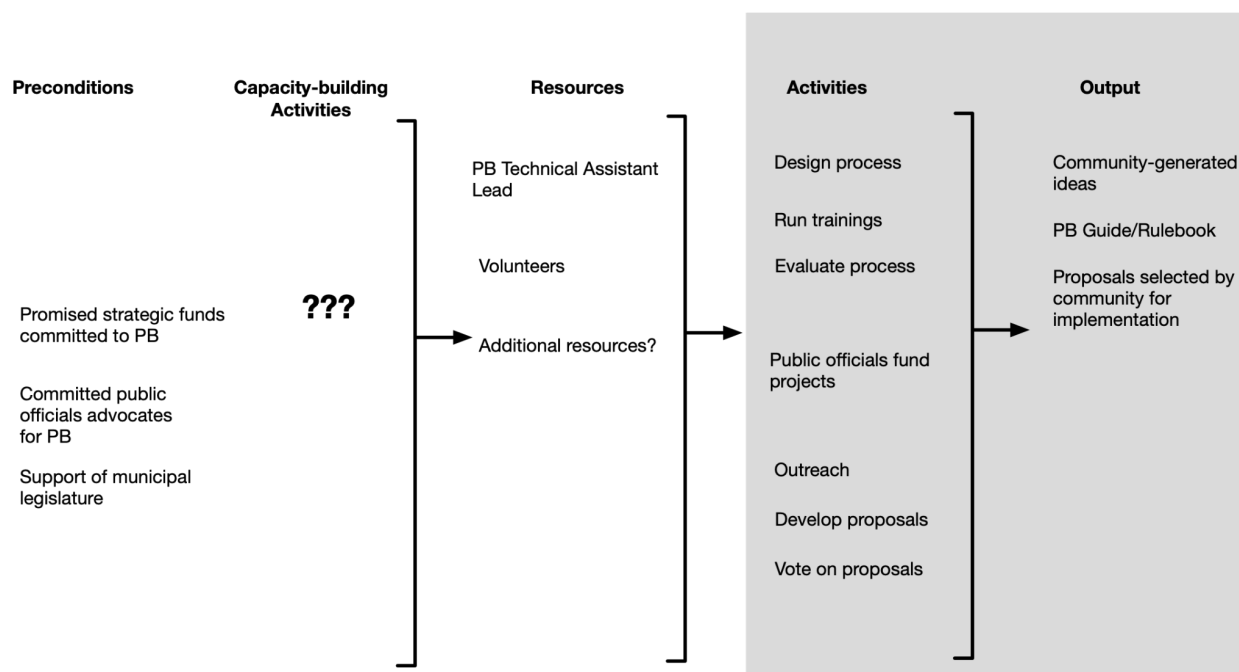 Preconditions
Capacity-building
Activities
Resources
Activities
Output
Promised strategic funds
committed to PB
Committed public
officials advocates
for PB
Support of municipal
legislature
???
PB Technical Assistant
Lead
Volunteers
Additional resources?
Design process
Run trainings
Evaluate process
Public officials fund
projects
Outreach
Develop proposals
Vote on proposals
Community-generated
ideas
PB Guide/Rulebook
Proposals selected by
community for
implementation